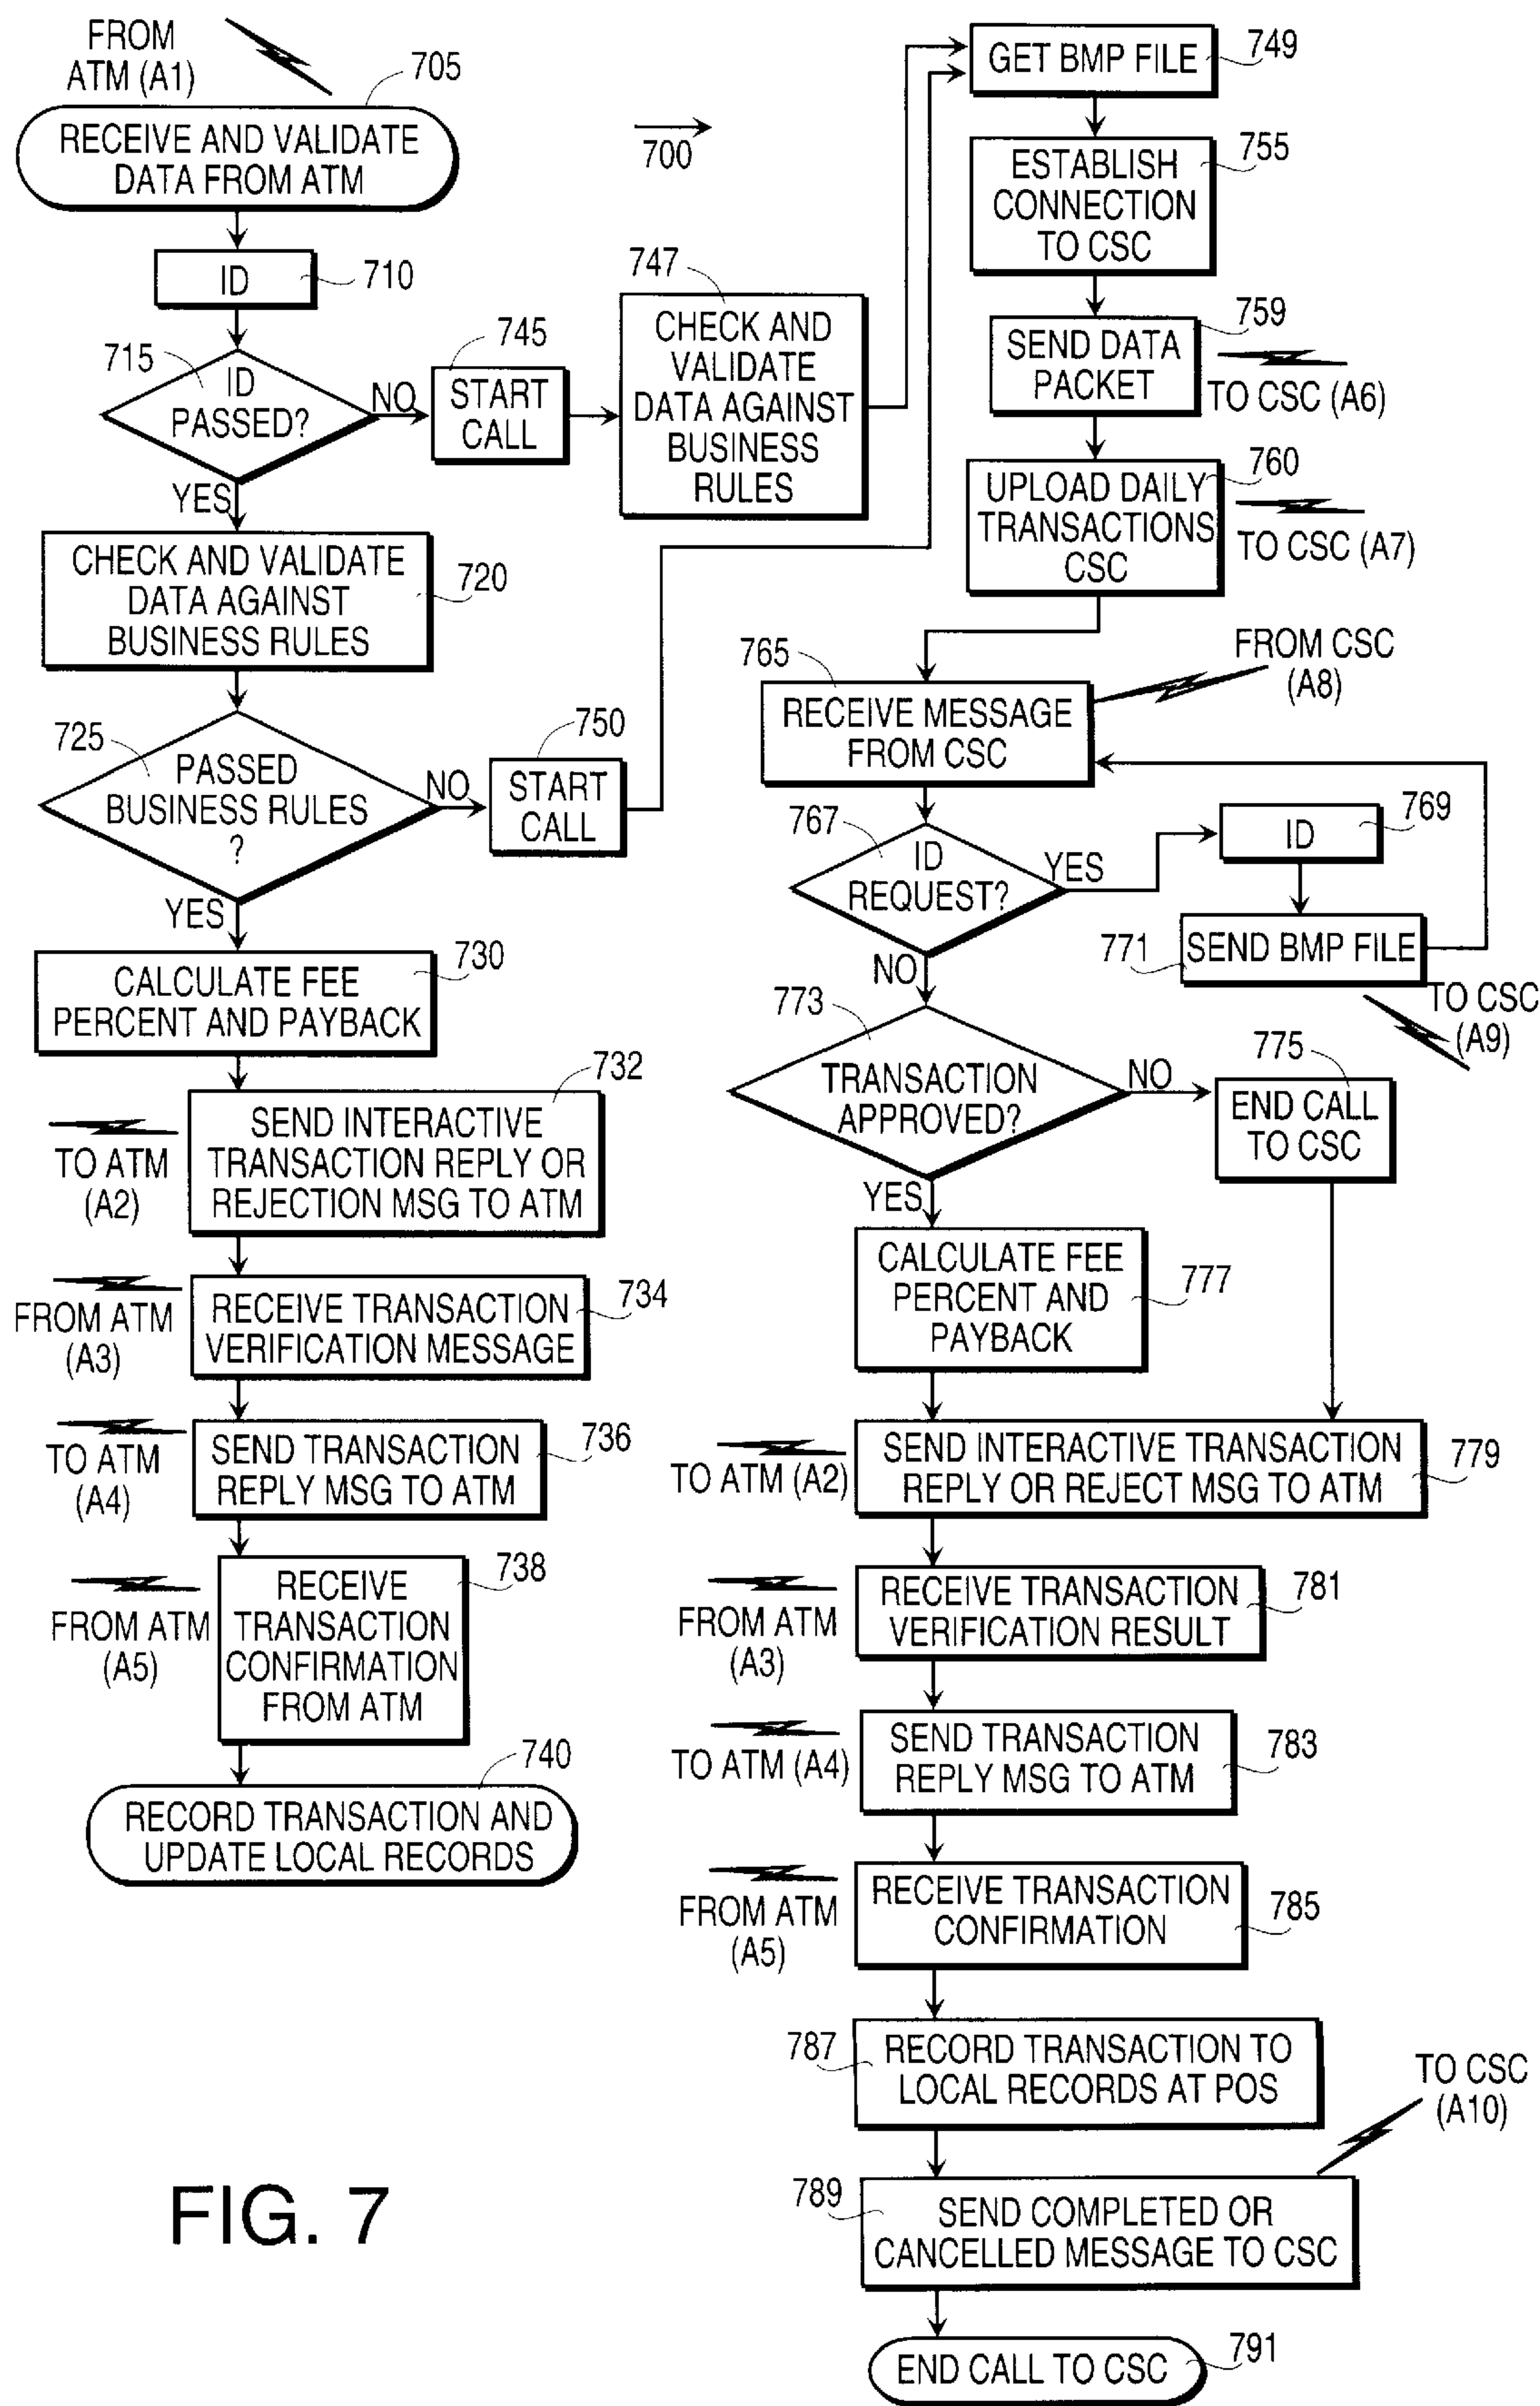 FROM
ATM (A1)
705
RECEIVE AND VALIDATE
DATA FROM ATM
700
ID
710
715
ID
PASSED?
NO
YES
745
START
CALL
747
CHECK AND
VALIDATE
DATA AGAINST
BUSINESS
RULES
CHECK AND VALIDATE
DATA AGAINST
BUSINESS RULES
720
725
PASSED
BUSINESS RULES
?
NO
YES
750
START
CALL
CALCULATE FEE
PERCENT AND PAYBACK
730
732
SEND INTERACTIVE
TRANSACTION REPLY OR
REJECTION MSG TO ATM
TO ATM
(A2)
RECEIVE TRANSACTION
VERIFICATION MESSAGE
734
FROM ATM
(A3)
SEND TRANSACTION
REPLY MSG TO ATM
736
TO ATM
(A4)
RECEIVE
TRANSACTION
CONFIRMATION
FROM ATM
738
FROM ATM
(A5)
740
RECORD TRANSACTION AND
UPDATE LOCAL RECORDS
GET BMP FILE
749
ESTABLISH
CONNECTION
TO CSC
755
SEND DATA
PACKET
759
TO CSC (A6)
UPLOAD DAILY
TRANSACTIONS
CSC
760
TO CSC (A7)
765
RECEIVE MESSAGE
FROM CSC
FROM CSC
(A8)
767
ID
REQUEST?
YES
NO
ID
769
771
SEND BMP FILE
TO CSC
(A9)
773
TRANSACTION
APPROVED?
NO
YES
775
END CALL
TO CSC
CALCULATE FEE
PERCENT AND
PAYBACK
777
SEND INTERACTIVE TRANSACTION
REPLY OR REJECT MSG TO ATM
779
TO ATM (A2)
RECEIVE TRANSACTION
VERIFICATION RESULT
781
FROM ATM
(A3)
SEND TRANSACTION
REPLY MSG TO ATM
783
TO ATM (A4)
RECEIVE TRANSACTION
CONFIRMATION
785
FROM ATM
(A5)
787
RECORD TRANSACTION TO
LOCAL RECORDS AT POS
TO CSC
(A10)
789
SEND COMPLETED OR
CANCELLED MESSAGE TO CSC
END CALL TO CSC
791
FIG. 7